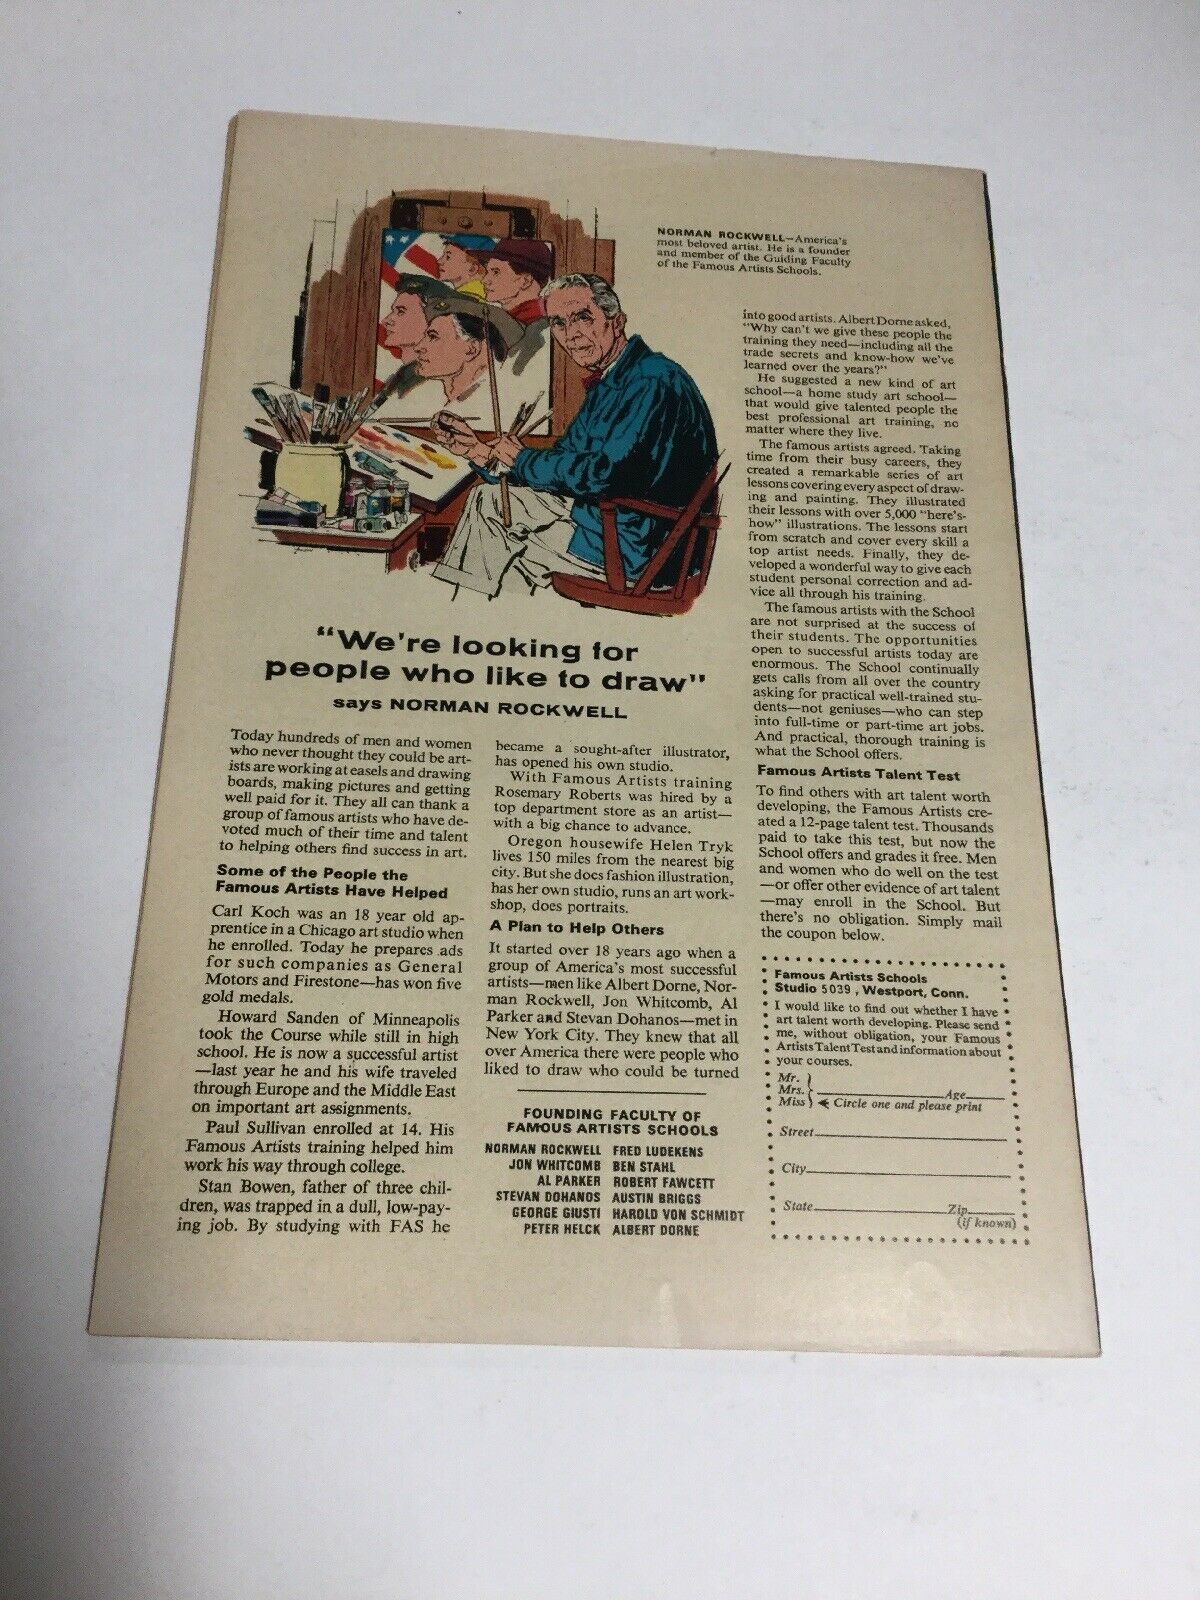 NORMAN ROCKWELL—America's
most beloved artist. He is a founder
and member of the Guiding Faculty
of the Famous Artists Schools.
"We're looking for
people who like to draw"
says NORMAN ROCKWELL
Today hundreds of men and women
who never thought they could be art-
ists are working at easels and drawing
boards, making pictures and getting
well paid for it. They all can thank a
group of famous artists who have de-
voted much of their time and talent
to helping others find success in art.
Some of the People the
Famous Artists Have Helped
Carl Koch was an 18 year old ap-
prentice in a Chicago art studio when
he enrolled. Today he prepares ads
for such companies as General
Motors and Firestone—has won five
gold medals.
Howard Sanden of Minneapolis
took the Course while still in high
school. He is now a successful artist
—last year he and his wife traveled
through Europe and the Middle East
on important art assignments.
Paul Sullivan enrolled at 14. His
Famous Artists training helped him
work his way through college.
Stan Bowen, father of three chil-
dren, was trapped in a dull, low-pay-
ing job. By studying with FAS he
became a sought-after illustrator,
has opened his own studio.
With Famous Artists training
Rosemary Roberts was hired by a
top department store as an artist—
with a big chance to advance.
Oregon housewife Helen Tryk
lives 150 miles from the nearest big
city. But she does fashion illustration,
has her own studio, runs an art work-
shop, does portraits.
A Plan to Help Others
It started over 18 years ago when a
group of America's most successful
artists—men like Albert Dorne, Nor-
man Rockwell, Jon Whitcomb, Al
Parker and Stevan Dohanos—met in
New York City. They knew that all
over America there were people who
liked to draw who could be turned
FOUNDING FACULTY OF
FAMOUS ARTISTS SCHOOLS
NORMAN ROCKWELL FRED LUDEKENS
JON WHITCOMB BEN STAHL
AL PARKER ROBERT FAWCETT
STEVAN DOHANOS AUSTIN BRIGGS
GEORGE GIUSTI HAROLD VON SCHMIDT
PETER HELCK ALBERT DORNE
into good artists. Albert Dorne asked,
"Why can't we give these people the
training they need—including all the
trade secrets and know-how we've
learned over the years?"
He suggested a new kind of art
school—a home study art school—
that would give talented people the
best professional art training, no
matter where they live.
The famous artists agreed. Taking
time from their busy careers, they
created a remarkable series of art
lessons covering every aspect of draw-
ing and painting. They illustrated
their lessons with over 5,000 "here's-
how" illustrations. The lessons start
from scratch and cover every skill a
top artist needs. Finally, they de-
veloped a wonderful way to give each
student personal correction and ad-
vice all through his training.
The famous artists with the School
are not surprised at the success of
their students. The opportunities
open to successful artists today are
enormous. The School continually
gets calls from all over the country
asking for practical well-trained stu-
dents—not geniuses—who can step
into full-time or part-time art jobs.
And practical, thorough training is
what the School offers.
Famous Artists Talent Test
To find others with art talent worth
developing, the Famous Artists cre-
ated a 12-page talent test. Thousands
paid to take this test, but now the
School offers and grades it free. Men
and women who do well on the test
—or offer other evidence of art talent
—may enroll in the School. But
there's no obligation. Simply mail
the coupon below.
Famous Artists Schools
Studio 5039, Westport, Conn.
I would like to find out whether I have
art talent worth developing. Please send
me, without obligation, your Famous
Artists Talent Test and information about
your courses.
Mr.
Mrs. Age
Miss Circle one and please print
Street
City
State Zip
(if known)